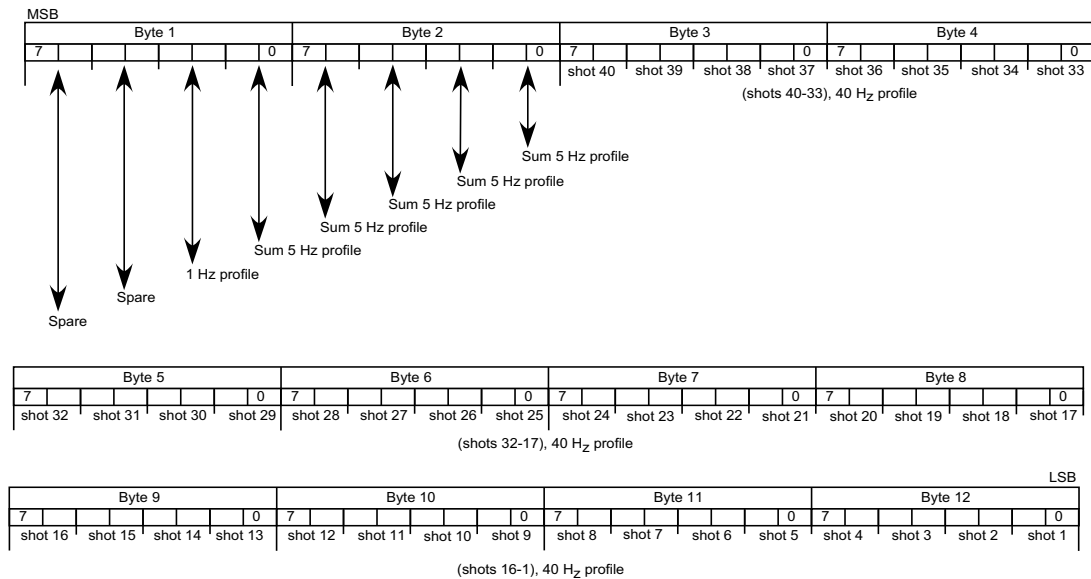 MSB
Byte 1 Byte 2 Byte 3 Byte 4
7 0 7 0 7 0 7 0
shot 40 shot 39 shot 38 shot 37 shot 36 shot 35 shot 34 shot 33
(shots 40-33), 40 Hz profile
Sum 5 Hz profile
Sum 5 Hz profile
Sum 5 Hz profile
Sum 5 Hz profile
Sum 5 Hz profile
1 Hz profile
Spare
Spare
Byte 5 Byte 6 Byte 7 Byte 8
7 0 7 0 7 0 7 0
shot 32 shot 31 shot 30 shot 29 shot 28 shot 27 shot 26 shot 25 shot 24 shot 23 shot 22 shot 21 shot 20 shot 19 shot 18 shot 17
(shots 32-17), 40 Hz profile
LSB
Byte 9 Byte 10 Byte 11 Byte 12
7 0 7 0 7 0 7 0
shot 16 shot 15 shot 14 shot 13 shot 12 shot 11 shot 10 shot 9 shot 8 shot 7 shot 6 shot 5 shot 4 shot 3 shot 2 shot 1
(shots 16-1), 40 Hz profile